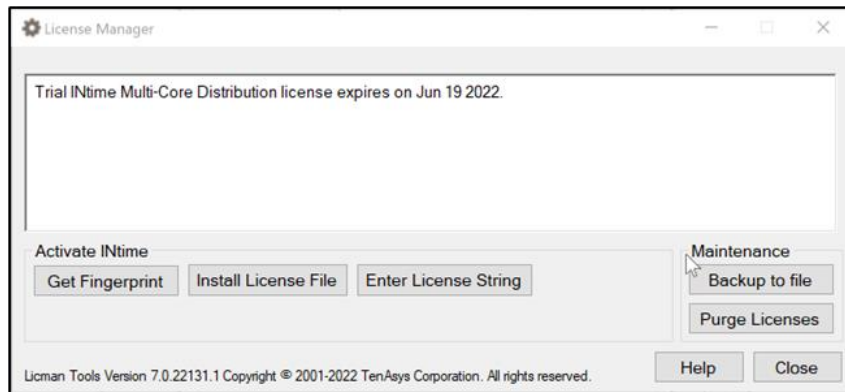 License Manager
Trial INtime Multi-Core Distribution license expires on Jun 19 2022.
Activate INtime
Get Fingerprint Install License File Enter License String
Maintenance
Backup to file
Purge Licenses
Licman Tools Version 7.0.22131.1 Copyright © 2001-2022 TenAsys Corporation. All rights reserved.
Help Close